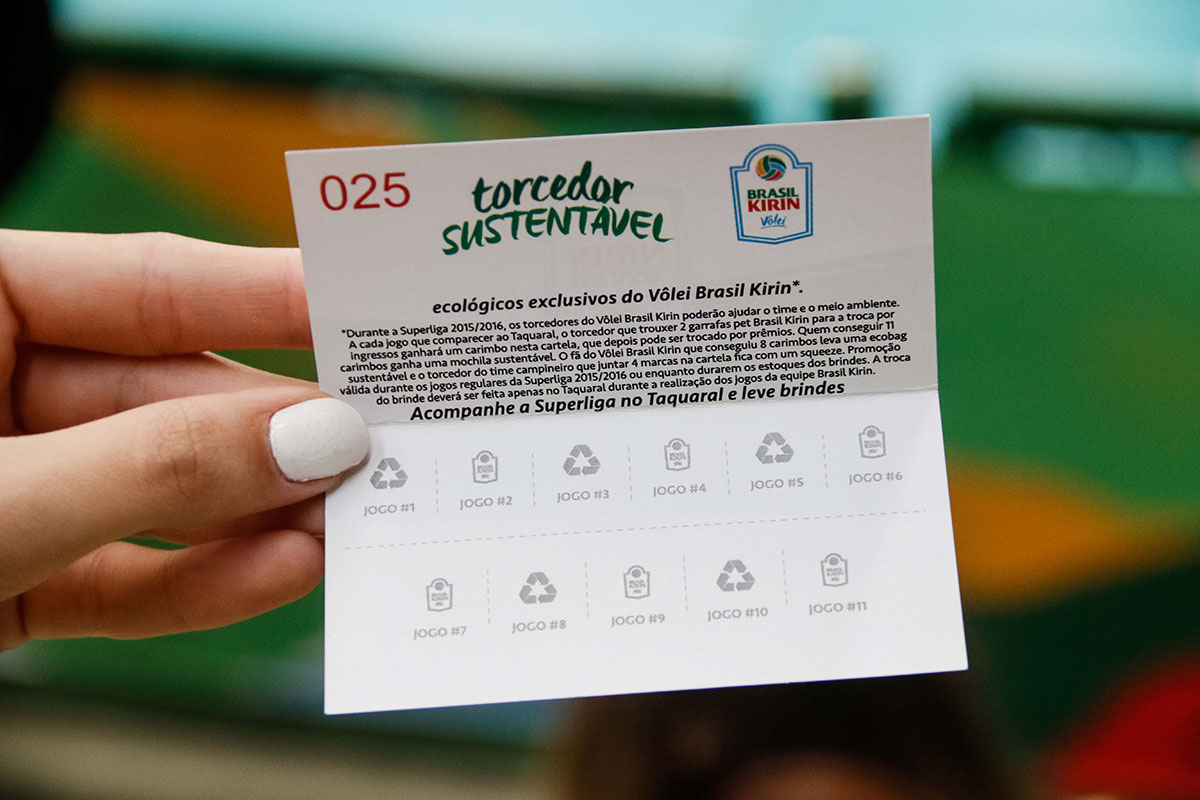 025
torcedor
SUSTENTÁVEL
BRASIL
KIRIN
Vôlei
ecológicos exclusivos do Vôlei Brasil Kirin*.
*Durante a Superliga 2015/2016, os torcedores do Vôlei Brasil Kirin poderão ajudar o time e o meio ambiente.
A cada jogo que comparecer ao Taquaral, o torcedor que trouxer 2 garrafas pet Brasil Kirin para a troca por
ingressos ganhará um carimbo nesta cartela, que depois pode ser trocado por prêmios. Quem conseguir 11
carimbos ganha uma mochila sustentável. O fã do Vôlei Brasil Kirin que conseguiu 8 carimbos leva uma ecobag
sustentável e o torcedor do time campineiro que juntar 4 marcas na cartela fica com um squeeze. Promoção
válida durante os jogos regulares da Superliga 2015/2016 ou enquanto durarem os estoques dos brindes. A troca
do brinde deverá ser feita apenas no Taquaral durante a realização dos jogos da equipe Brasil Kirin.
Acompanhe a Superliga no Taquaral e leve brindes
JOGO #1 JOGO #2 JOGO #3 JOGO #4 JOGO #5 JOGO #6
JOGO #7 JOGO #8 JOGO #9 JOGO #10 JOGO #11